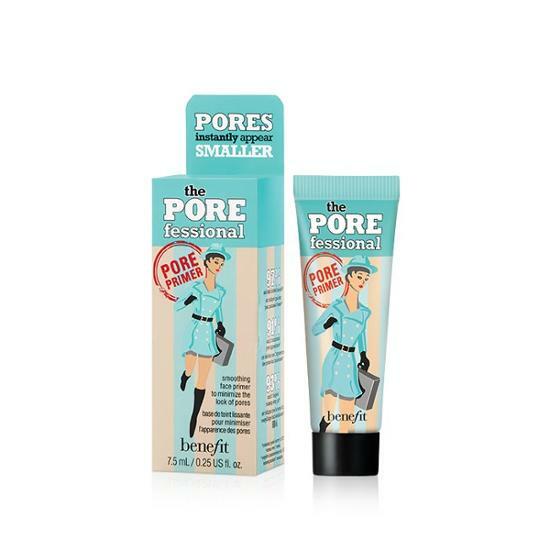 PORES
instantly appear
SMALLER
the
PORE
fessional
PORE
PRIMER
smoothing
face primer
to minimize the
look of pores
base de teint lissante
pour minimiser
l'apparence des pores
benefit
7.5 mL / 0.25 US fl. oz.
the
PORE
fessional
PORE
PRIMER
benefit